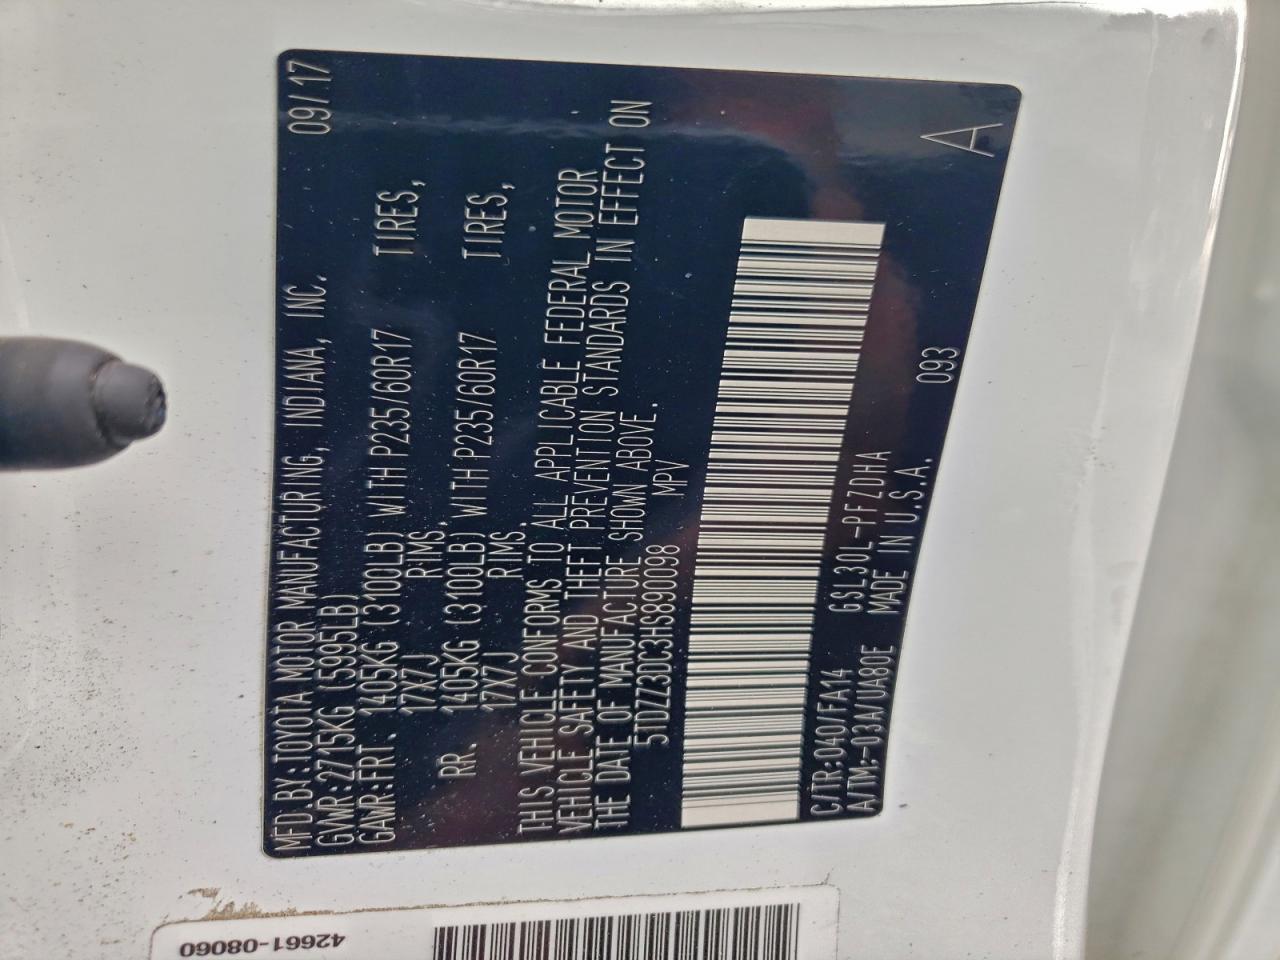 MFD.BY:TOYOTA MOTOR MANUFACTURING, INDIANA, INC. 09/17
GVWR:2715KG (5995LB)
GAWR:FRT. 1405KG (3100LB) WITH P235/60R17 TIRES,
17X7J RIMS,
RR. 1405KG (3100LB) WITH P235/60R17 TIRES,
17X7J RIMS.
THIS VEHICLE CONFORMS TO ALL APPLICABLE FEDERAL MOTOR
VEHICLE SAFETY AND THEFT PREVENTION STANDARDS IN EFFECT ON
THE DATE OF MANUFACTURE SHOWN ABOVE.
5TDZZ3DC3HS890098 MPV
C/TR:040/FA14 GSL30L-PFZDHA 093
A/TM:-03A/UA80E MADE IN U.S.A.
A
42661-08060